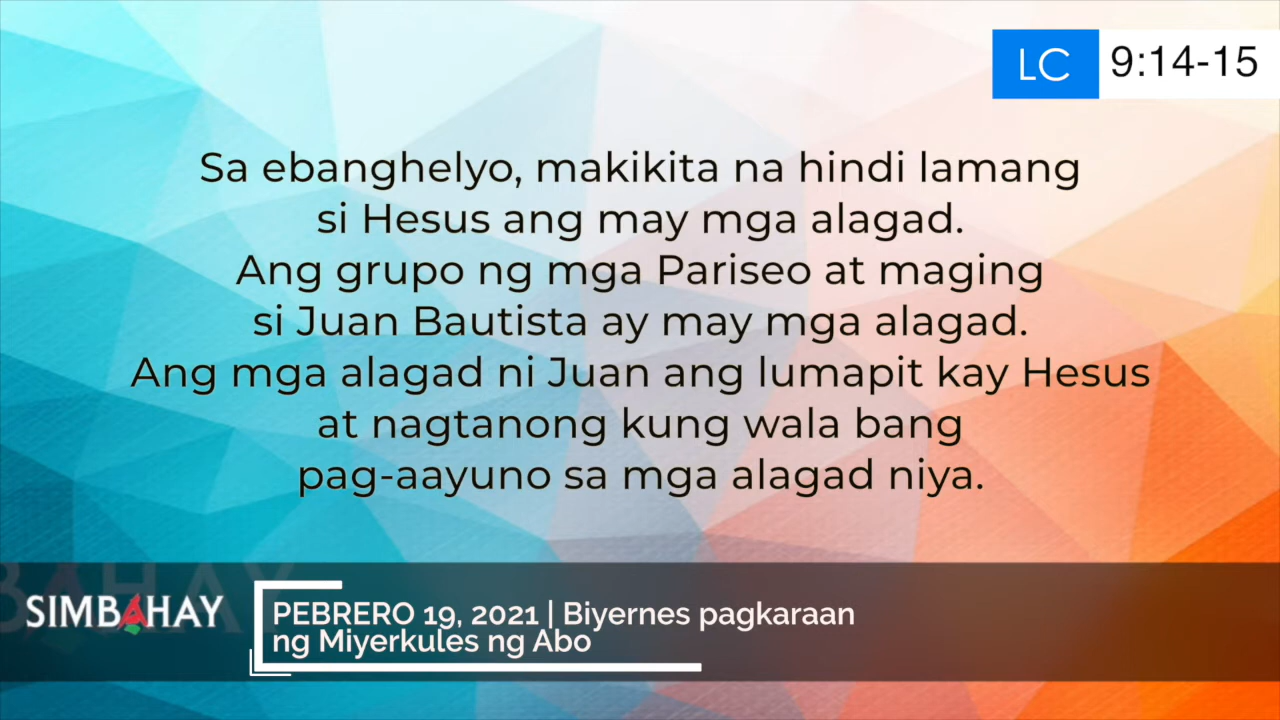 LC 9:14-15
Sa ebanghelyo, makikita na hindi lamang
si Hesus ang may mga alagad.
Ang grupo ng mga Pariseo at maging
si Juan Bautista ay may mga alagad.
Ang mga alagad ni Juan ang lumapit kay Hesus
at nagtanong kung wala bang
pag-aayuno sa mga alagad niya.
SIMBAHAY
PEBRERO 19, 2021 | Biyernes pagkaraan
ng Miyerkules ng Abo